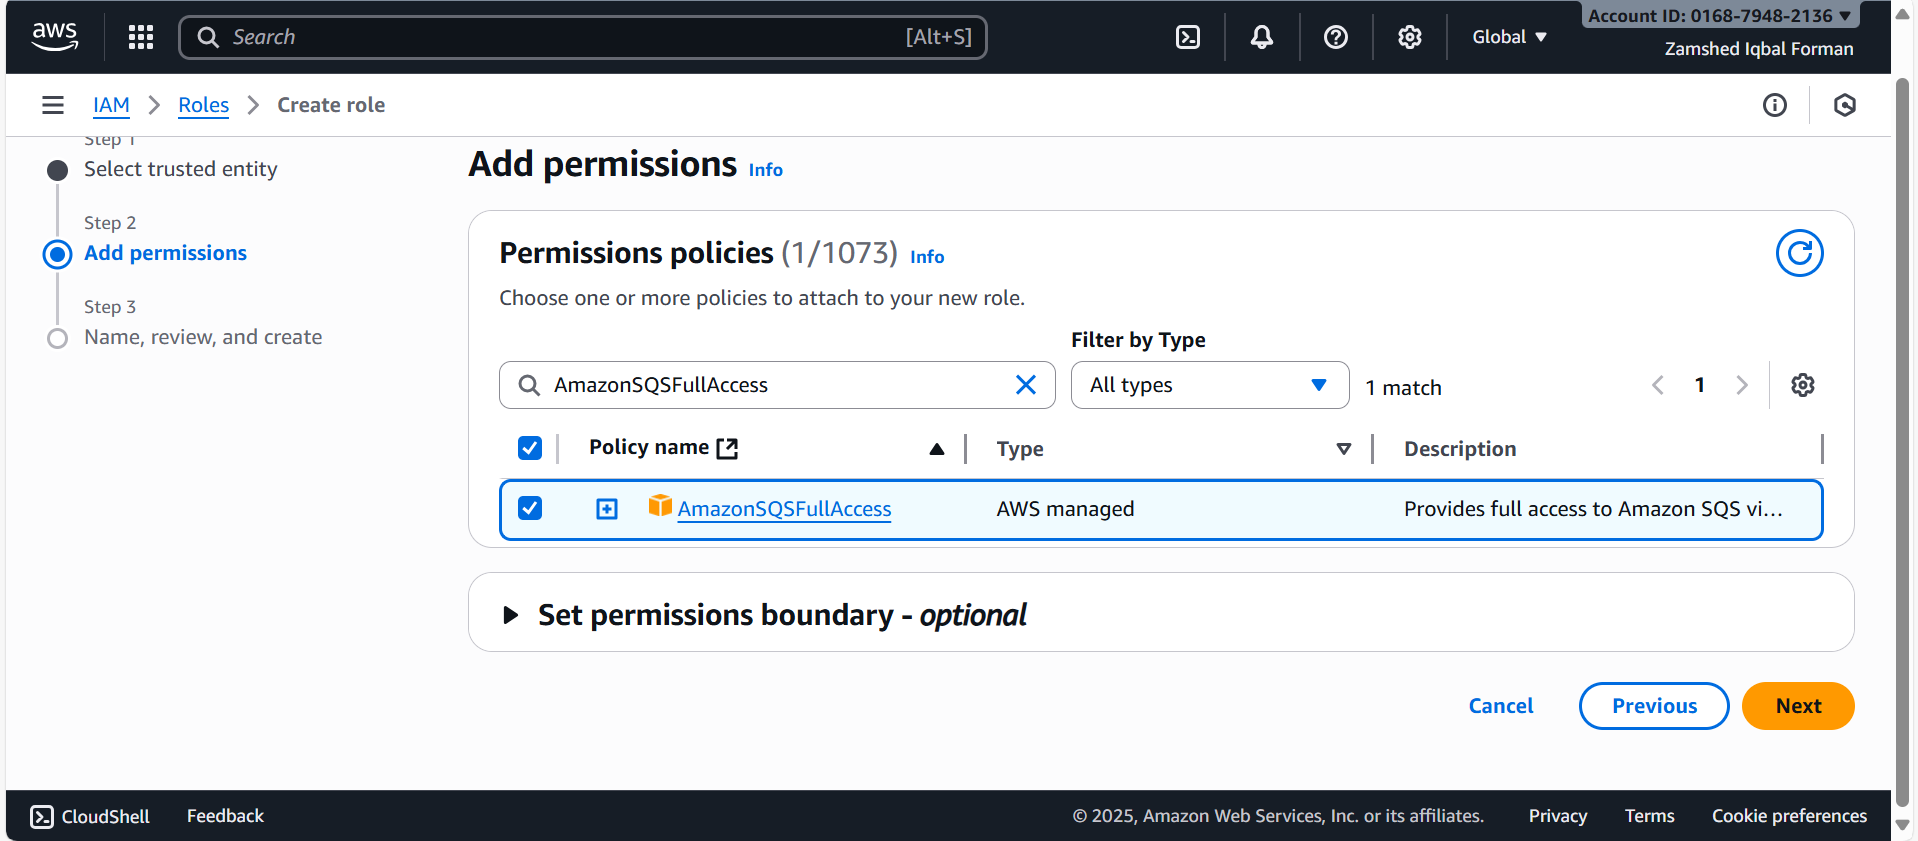 aws
Search [Alt+S]
Global
Account ID: 0168-7948-2136
Zamshed Iqbal Forman
IAM
Roles
Create role
Step 1
Select trusted entity
Step 2
Add permissions
Step 3
Name, review, and create
Add permissions Info
Permissions policies (1/1073) Info
Choose one or more policies to attach to your new role.
Filter by Type
AmazonSQSFullAccess
All types
1 match
1
Policy name
Type
Description
AmazonSQSFullAccess
AWS managed
Provides full access to Amazon SQS vi...
Set permissions boundary - optional
Cancel
Previous
Next
CloudShell
Feedback
© 2025, Amazon Web Services, Inc. or its affiliates.
Privacy
Terms
Cookie preferences